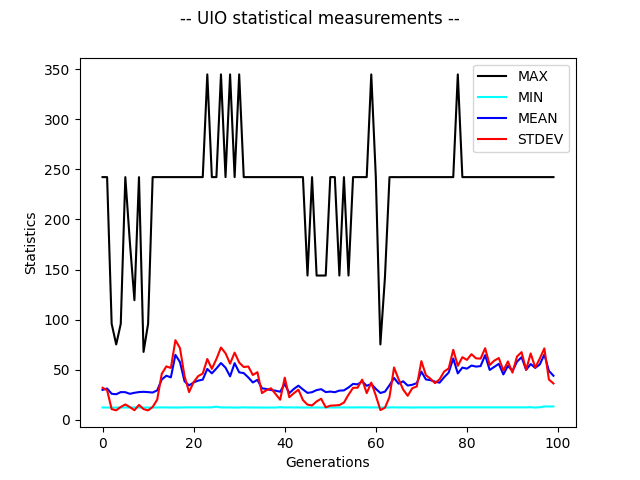 -- UIO statistical measurements --
350
300
250
200
150
100
50
0
Statistics
MAX
MIN
MEAN
STDEV
0 20 40 60 80 100
Generations